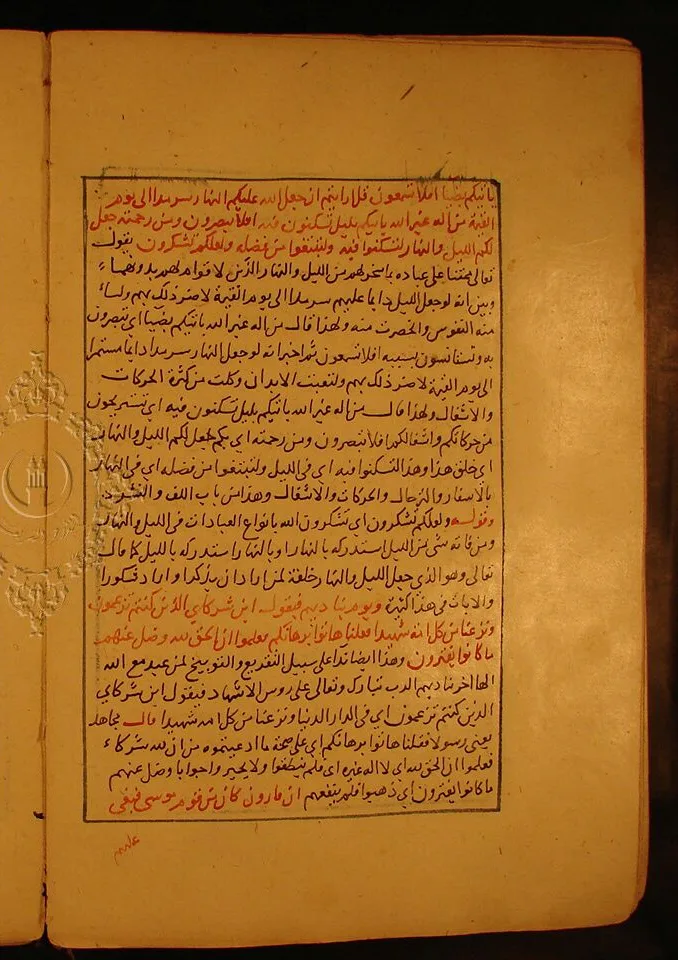 ياتيكم بضيا افلا تسمعون قل ارايتم ان جعل الله عليكم النهار سرمدا الى يوم
القيمة من اله غير الله ياتيكم بليل تسكنون فيه افلا تبصرون ومن رحمته جعل
لكم الليل والنهار لتسكنوا فيه ولتبتغوا من فضله ولعلكم تشكرون يقول
تعالى ممتنا على عباده بما سخر لهم من الليل والنهار الذين لا قوام لهم بدونهما
وبين انه لو جعل الليل دايما عليهم سرمدا الى يوم القيمة لاضر ذلك بهم ولسا
منه النفوس وانحصرت منه ولهذا قال من اله غير الله ياتيكم بضيا اي تبصرون
به وتستانسون بسببه افلا تسمعون ثم اخبر انه لو جعل النهار سرمدا دايما مستمرا
الى يوم القيمة لاضر ذلك بهم ولتعبت الابدان وكلت من كثرة الحركات
والاشغال ولهذا قال من اله غير الله ياتيكم بليل تسكنون فيه اي تستريحون
من حركاتكم واشغالكم افلا تبصرون ومن رحمته اي بكم جعل لكم الليل والنهار
اي خلق هذا وهذا لتسكنوا فيه اي في الليل ولتبتغوا من فضله اي في النهار
بالاسفار والترحال والحركات والاشغال وهذا من باب اللف والنشر
وقوله ولعلكم تشكرون اي تشكرون الله بانواع العبادات في الليل والنهار
ومن فاته شي من الليل استدركه بالنهار او بالنهار استدركه بالليل كما قال
تعالى وهو الذي جعل الليل والنهار خلفة لمن اراد ان يذكر او اراد شكورا
والايات في هذا كثيرة ويوم يناديهم فيقول اين شركاي الذين كنتم تزعمون
ونزعنا من كل امة شهيدا فقلنا هاتوا برهانكم فعلموا ان الحق لله وضل عنهم
ما كانوا يفترون وهذا ايضا ندا على سبيل التقريع والتوبيخ لمن عبد مع الله
الها اخر يناديهم الرب تبارك وتعالى على روس الاشهاد فيقول اين شركاي
الذين كنتم تزعمون اي في الدار الدنيا ونزعنا من كل امه شهيدا قال مجاهد
يعني رسولا فقلنا هاتوا برهانكم اي على صحة ما ادعيتموه من ان لله شركاء
فعلموا ان الحق لله اي لا اله غيره اي فلم ينطقوا ولا يحير واجوابا وضل عنهم
ما كانوا يفترون اي ذهبوا فلم ينفعهم ان قارون كان من قوم موسى فبغى
عليهم